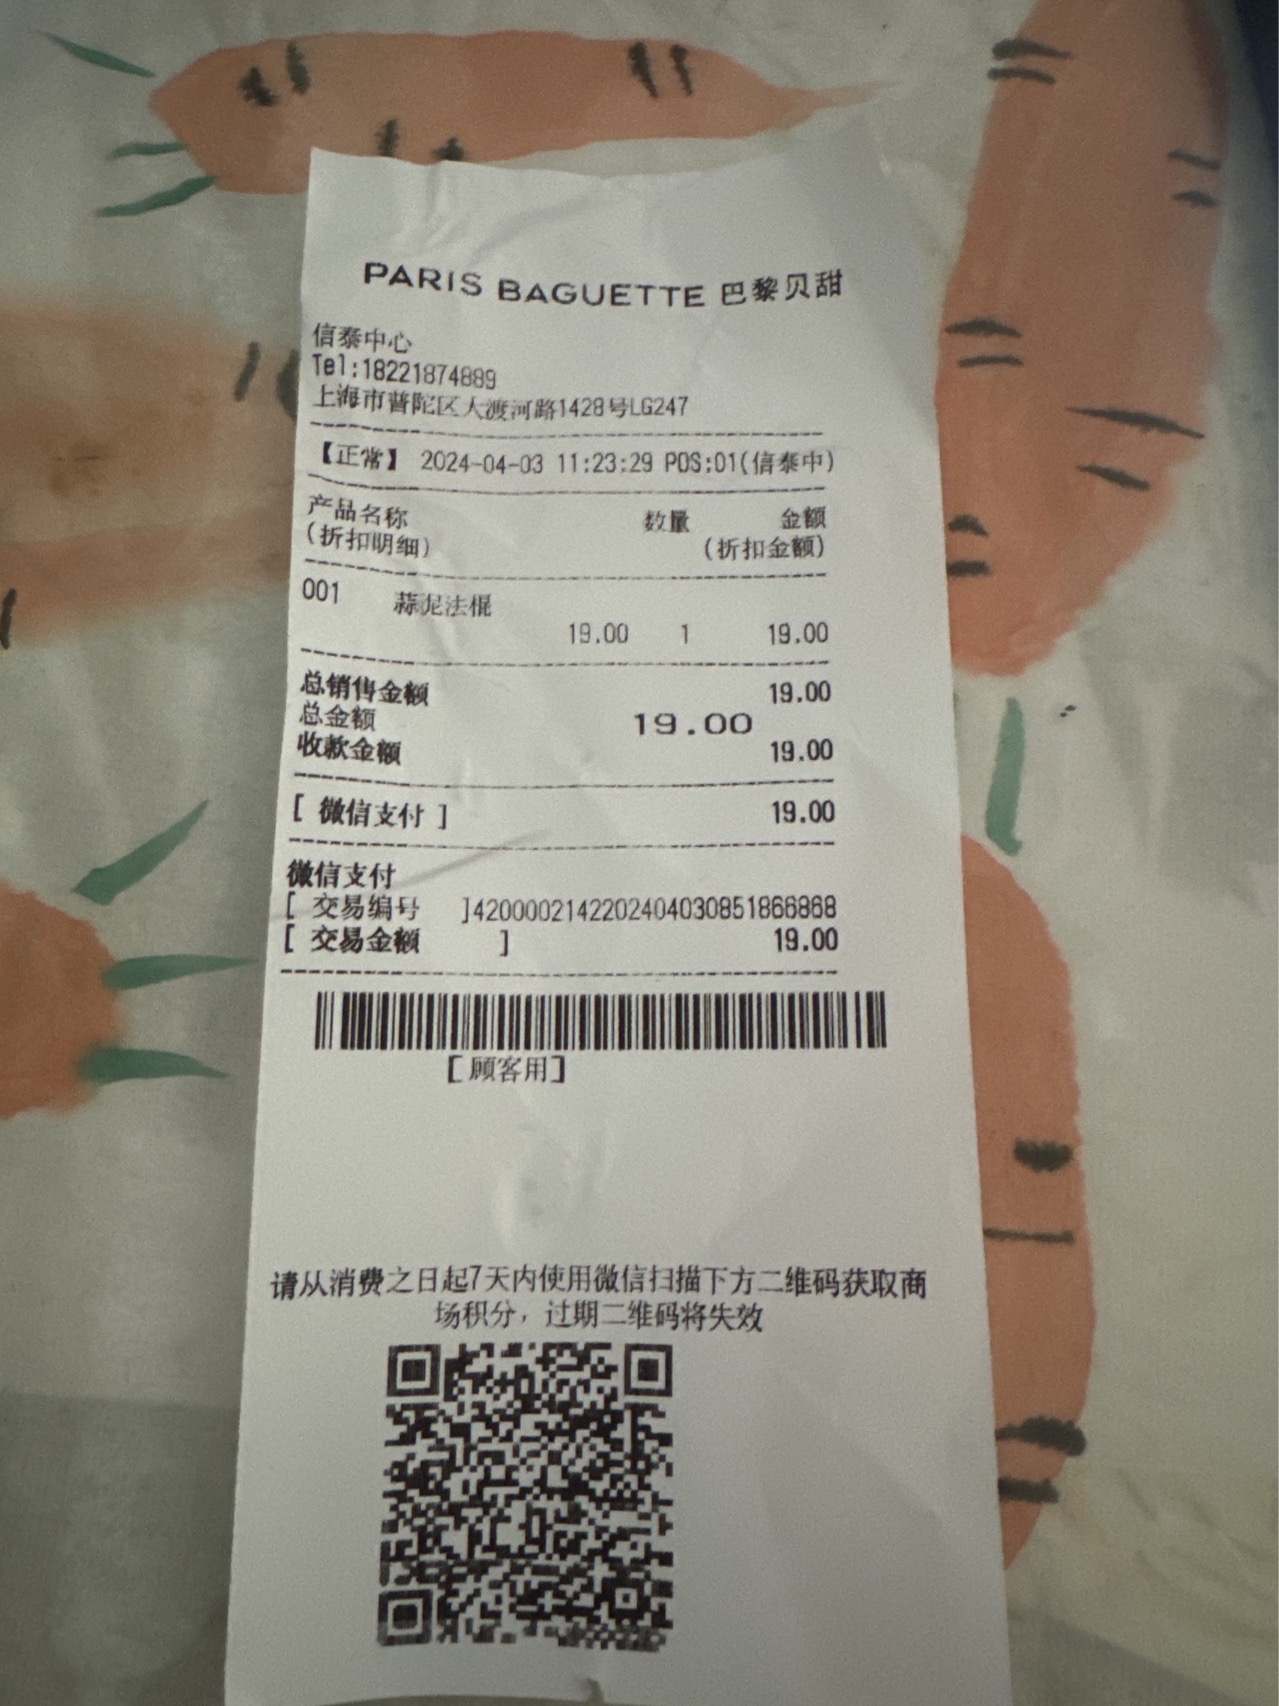 PARIS BAGUETTE 巴黎贝甜
信泰中心
Tel:18221874889
上海市普陀区大渡河路1428号LG247
【正常】 2024-04-03 11:23:29 POS:01(信泰中)
产品名称 数量 金额
(折扣明细) (折扣金额)
001 蒜泥法棍
19.00 1 19.00
总销售金额 19.00
总金额 19.00
收款金额 19.00
[ 微信支付 ] 19.00
微信支付
[ 交易编号 ]4200002142202404030851866868
[ 交易金额 ] 19.00
[顾客用]
请从消费之日起7天内使用微信扫描下方二维码获取商
场积分，过期二维码将失效